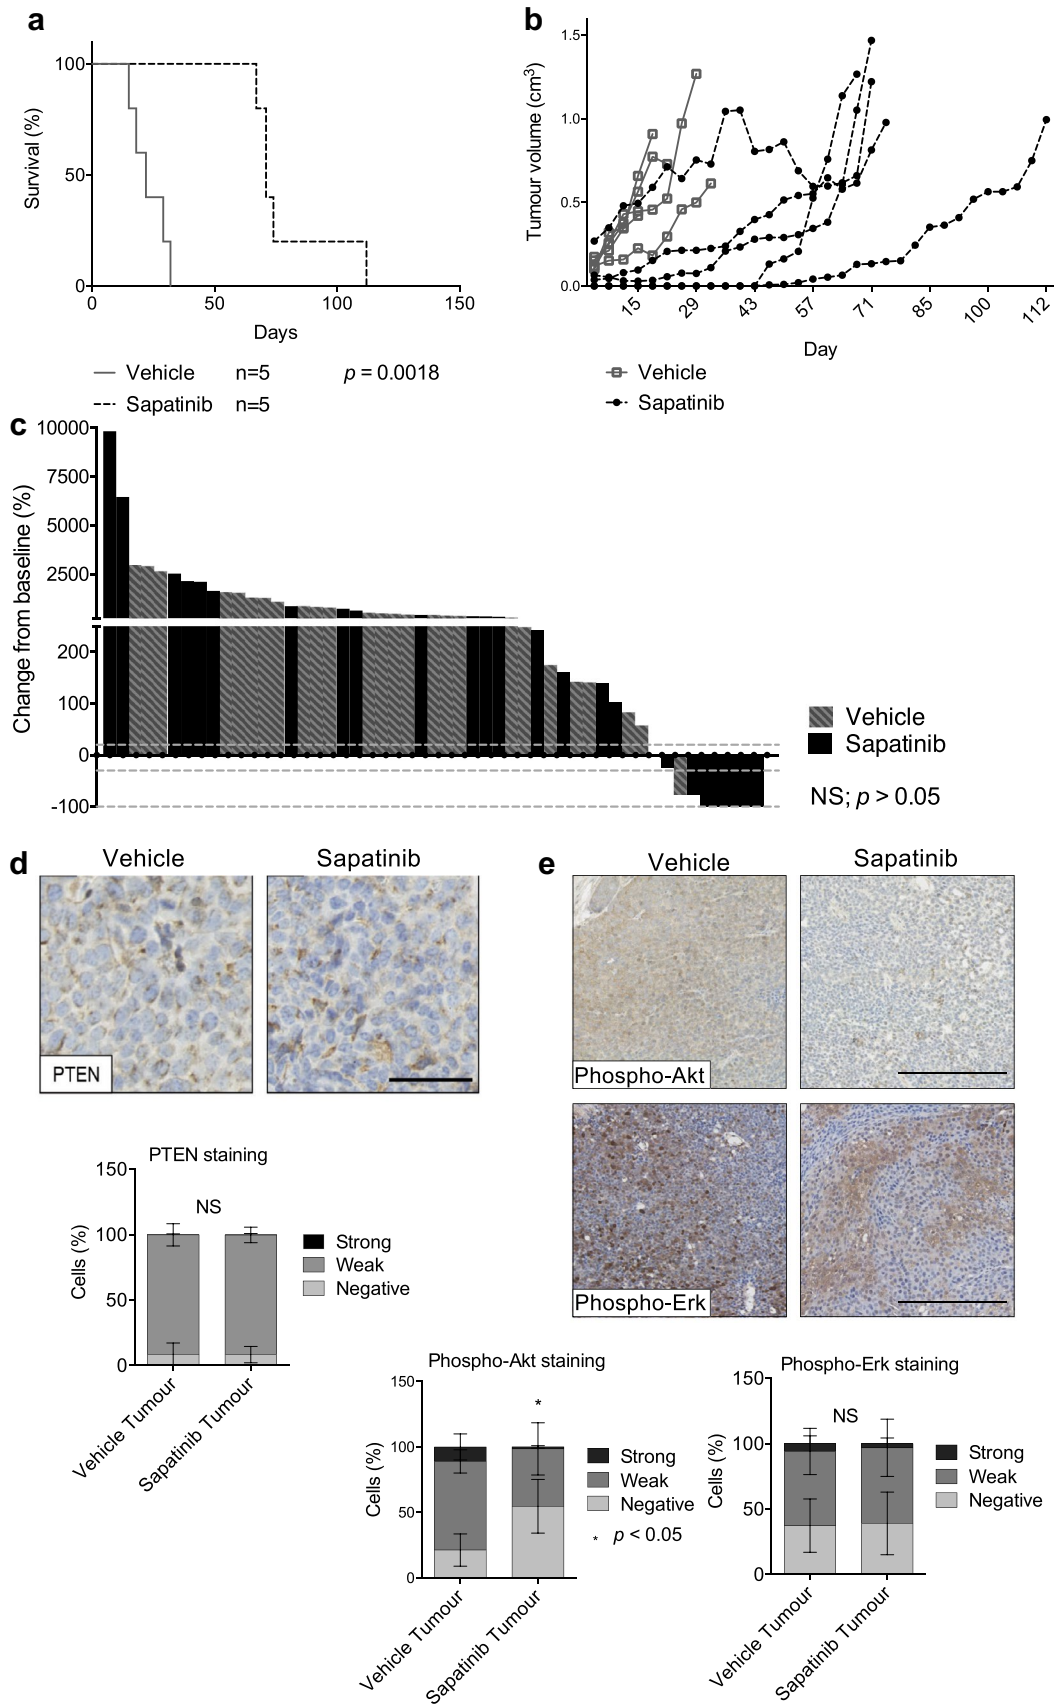 a
Survival (%)
100
50
0
0 50 100 150
Days
Vehicle n=5 p = 0.0018
Sapatinib n=5
b
Tumour volume (cm³)
1.5
1.0
0.5
0.0
15 29 43 57 71 85 100 112
Day
Vehicle
Sapatinib
c
Change from baseline (%)
10000
7500
5000
2500
200
100
0
-100
Vehicle
Sapatinib
NS; p > 0.05
d
Vehicle Sapatinib
PTEN
PTEN staining
Cells (%)
150
100
50
0
NS
Strong
Weak
Negative
Vehicle Tumour
Sapatinib Tumour
e
Vehicle Sapatinib
Phospho-Akt
Phospho-Erk
Phospho-Akt staining
Cells (%)
150
100
50
0
*
Strong
Weak
Negative
* p < 0.05
Vehicle Tumour
Sapatinib Tumour
Phospho-Erk staining
Cells (%)
150
100
50
0
NS
Strong
Weak
Negative
Vehicle Tumour
Sapatinib Tumour